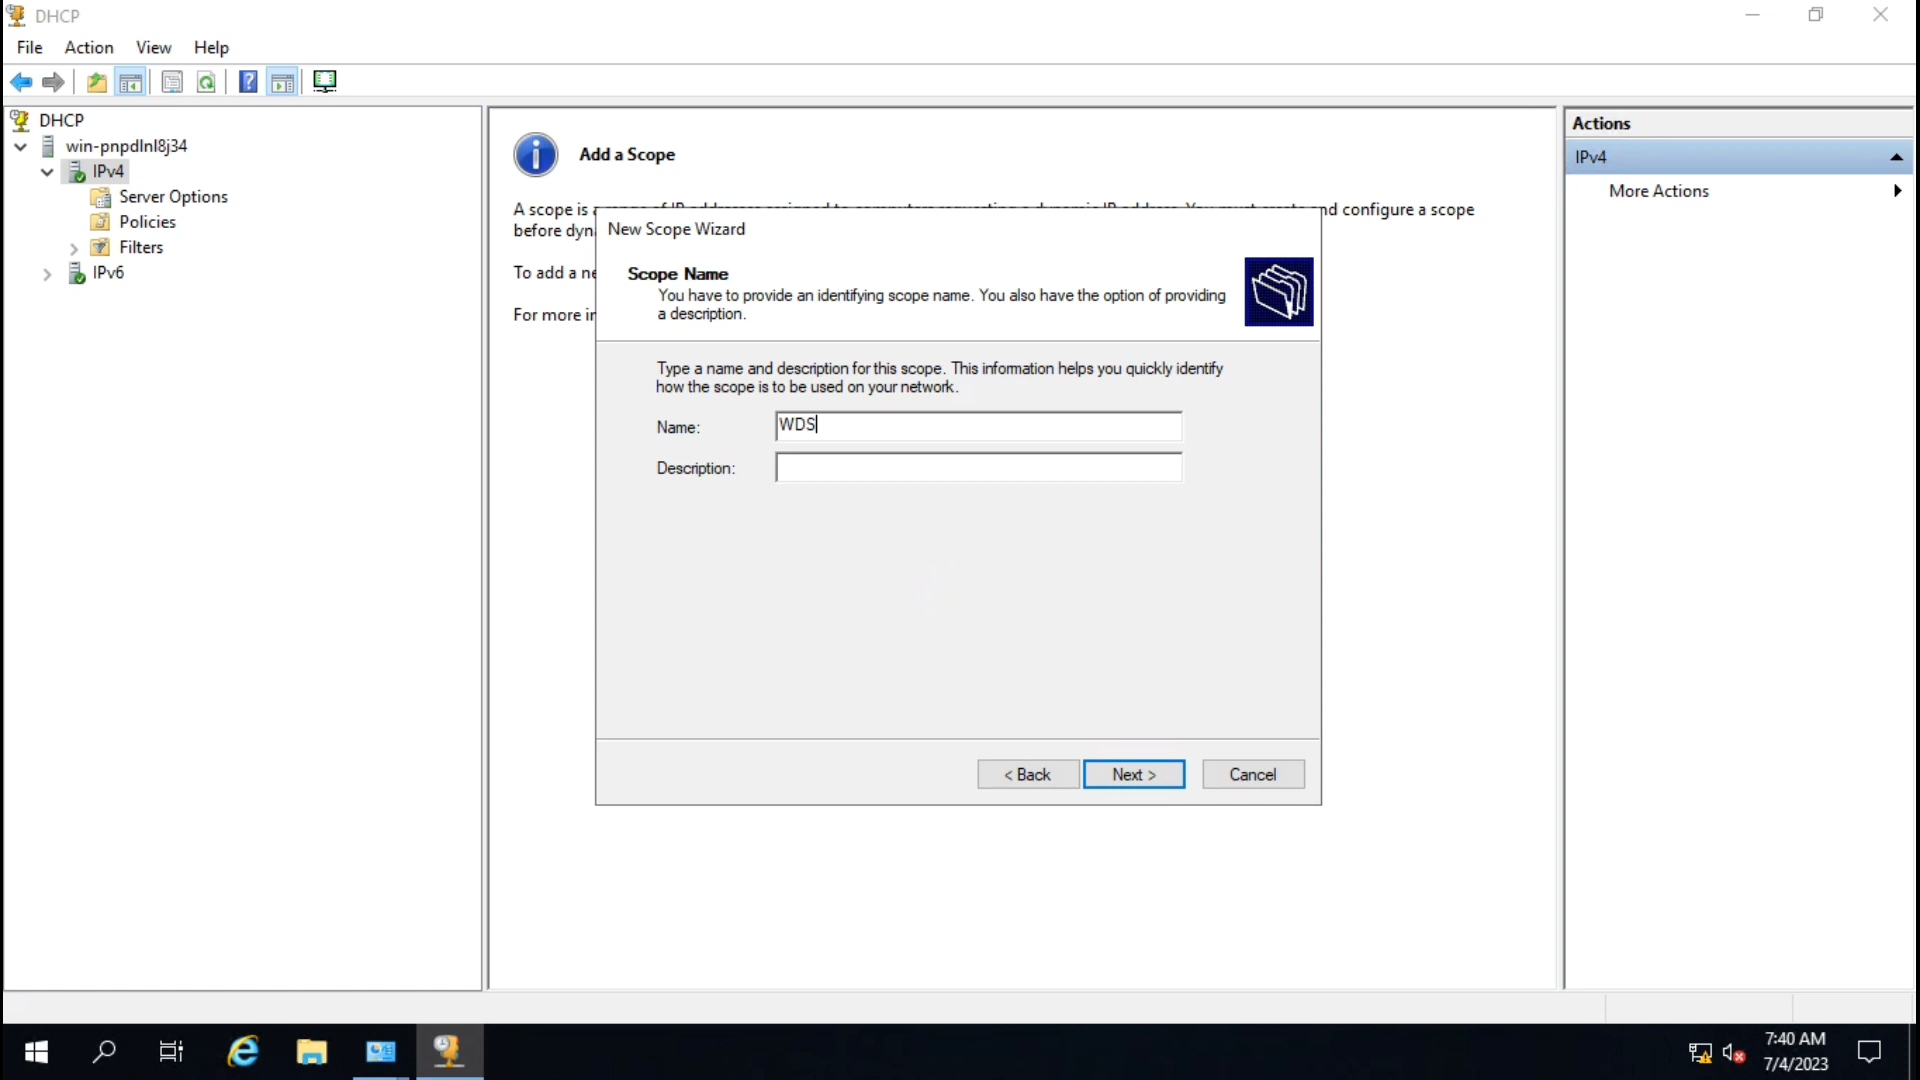 DHCP
File Action View Help
DHCP
win-pnpdlnl8j34
IPv4
Server Options
Policies
Filters
IPv6
Add a Scope
A scope is
nd configure a scope
before dyn
To add a ne
For more in
New Scope Wizard
Scope Name
You have to provide an identifying scope name. You also have the option of providing
a description.
Type a name and description for this scope. This information helps you quickly identify
how the scope is to be used on your network.
Name: WDS
Description:
< Back Next > Cancel
Actions
IPv4
More Actions
7:40 AM
7/4/2023